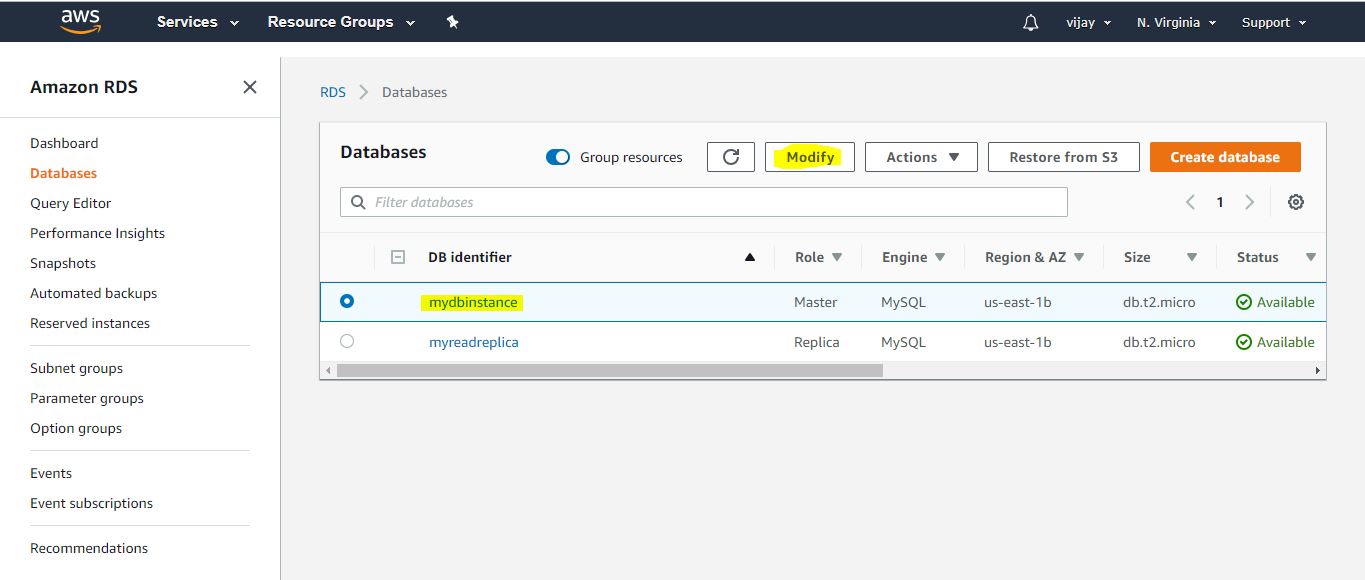 aws Services Resource Groups vijay N. Virginia Support
Amazon RDS
Dashboard
Databases
Query Editor
Performance Insights
Snapshots
Automated backups
Reserved instances
Subnet groups
Parameter groups
Option groups
Events
Event subscriptions
Recommendations
RDS Databases
Databases Group resources Modify Actions Restore from S3 Create database
Filter databases 1
DB identifier Role Engine Region & AZ Size Status
mydbinstance Master MySQL us-east-1b db.t2.micro Available
myreadreplica Replica MySQL us-east-1b db.t2.micro Available